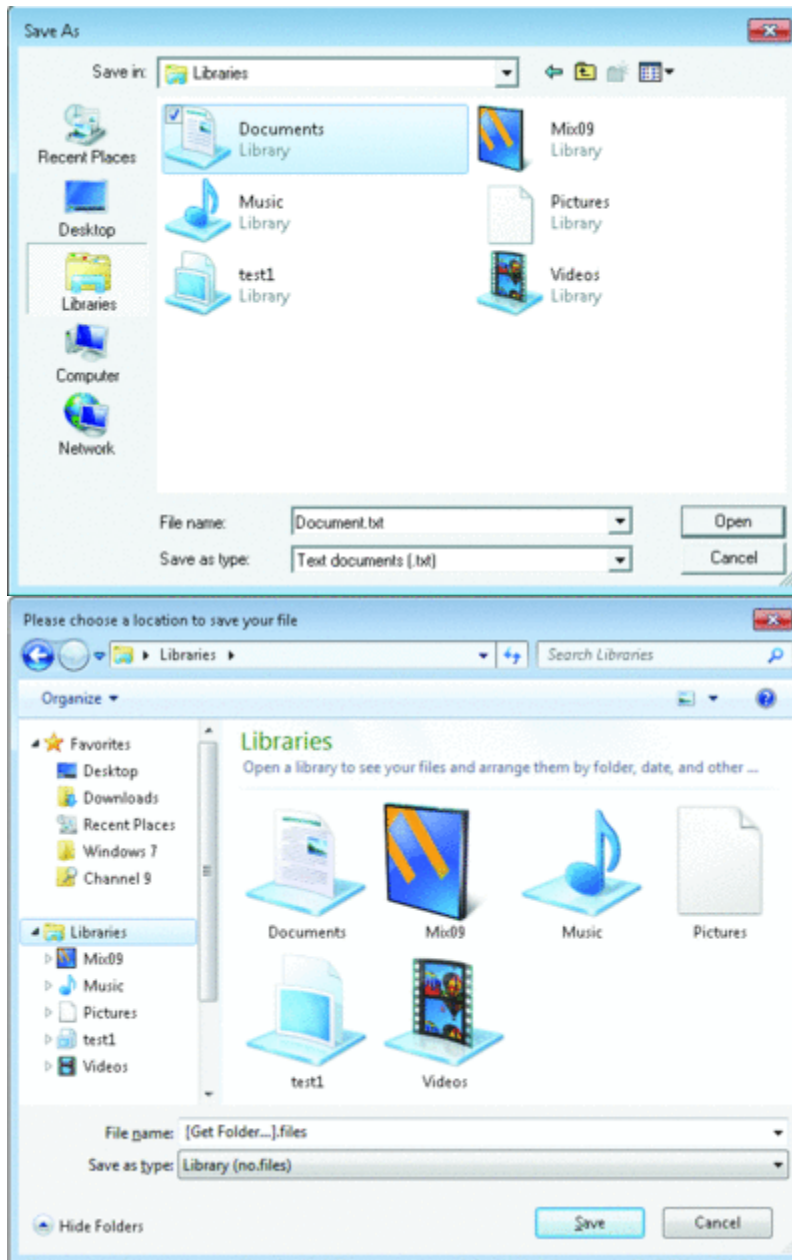 Save As
Save in:
Libraries
Recent Places
Desktop
Libraries
Computer
Network
Documents
Library
Mix09
Library
Music
Library
Pictures
Library
test1
Library
Videos
Library
File name:
Document.txt
Open
Save as type:
Text documents (.txt)
Cancel
Please choose a location to save your file
Libraries
Search Libraries
Organize
Favorites
Desktop
Downloads
Recent Places
Windows 7
Channel 9
Libraries
Mix09
Music
Pictures
test1
Videos
Libraries
Open a library to see your files and arrange them by folder, date, and other ...
Documents
Mix09
Music
Pictures
test1
Videos
File name:
[Get Folder...].files
Save as type:
Library (no.files)
Hide Folders
Save
Cancel